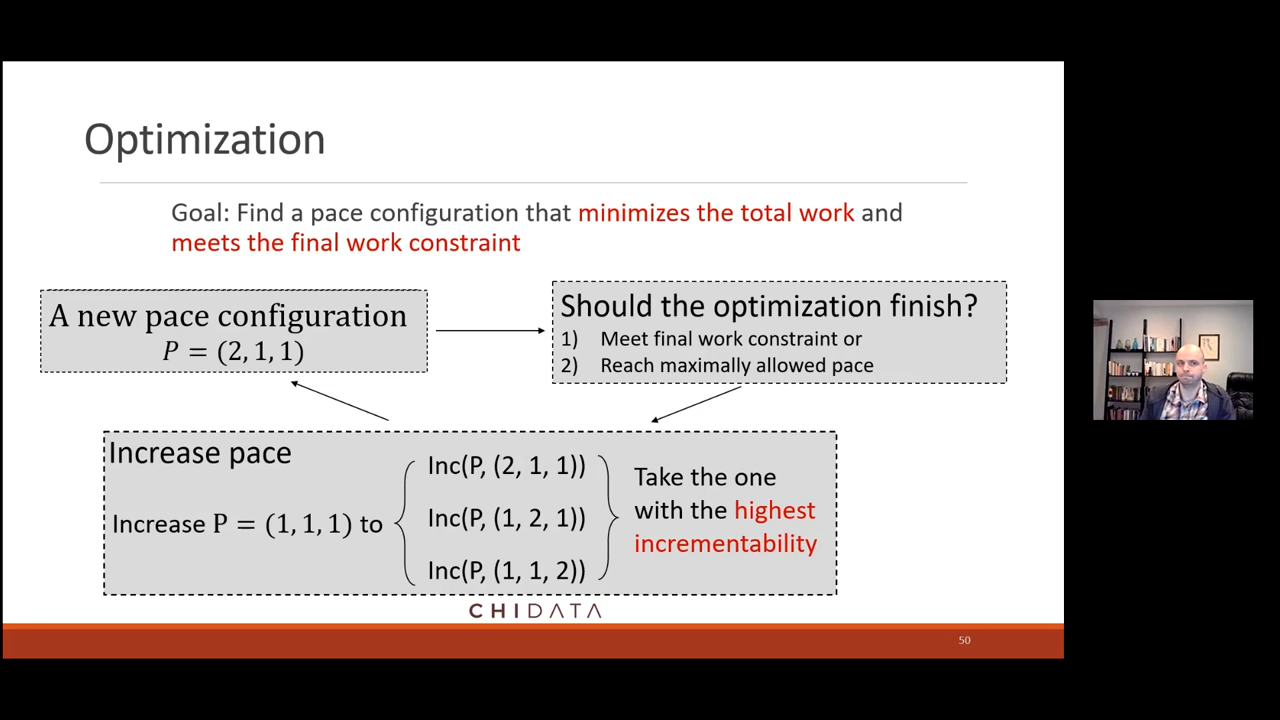 Optimization
Goal: Find a pace configuration that minimizes the total work and
meets the final work constraint
A new pace configuration
P = (2, 1, 1)
Should the optimization finish?
1) Meet final work constraint or
2) Reach maximally allowed pace
Increase pace
Increase P = (1, 1, 1) to
Inc(P, (2, 1, 1))
Inc(P, (1, 2, 1))
Inc(P, (1, 1, 2))
Take the one
with the highest
incrementability
CHIDATA
50